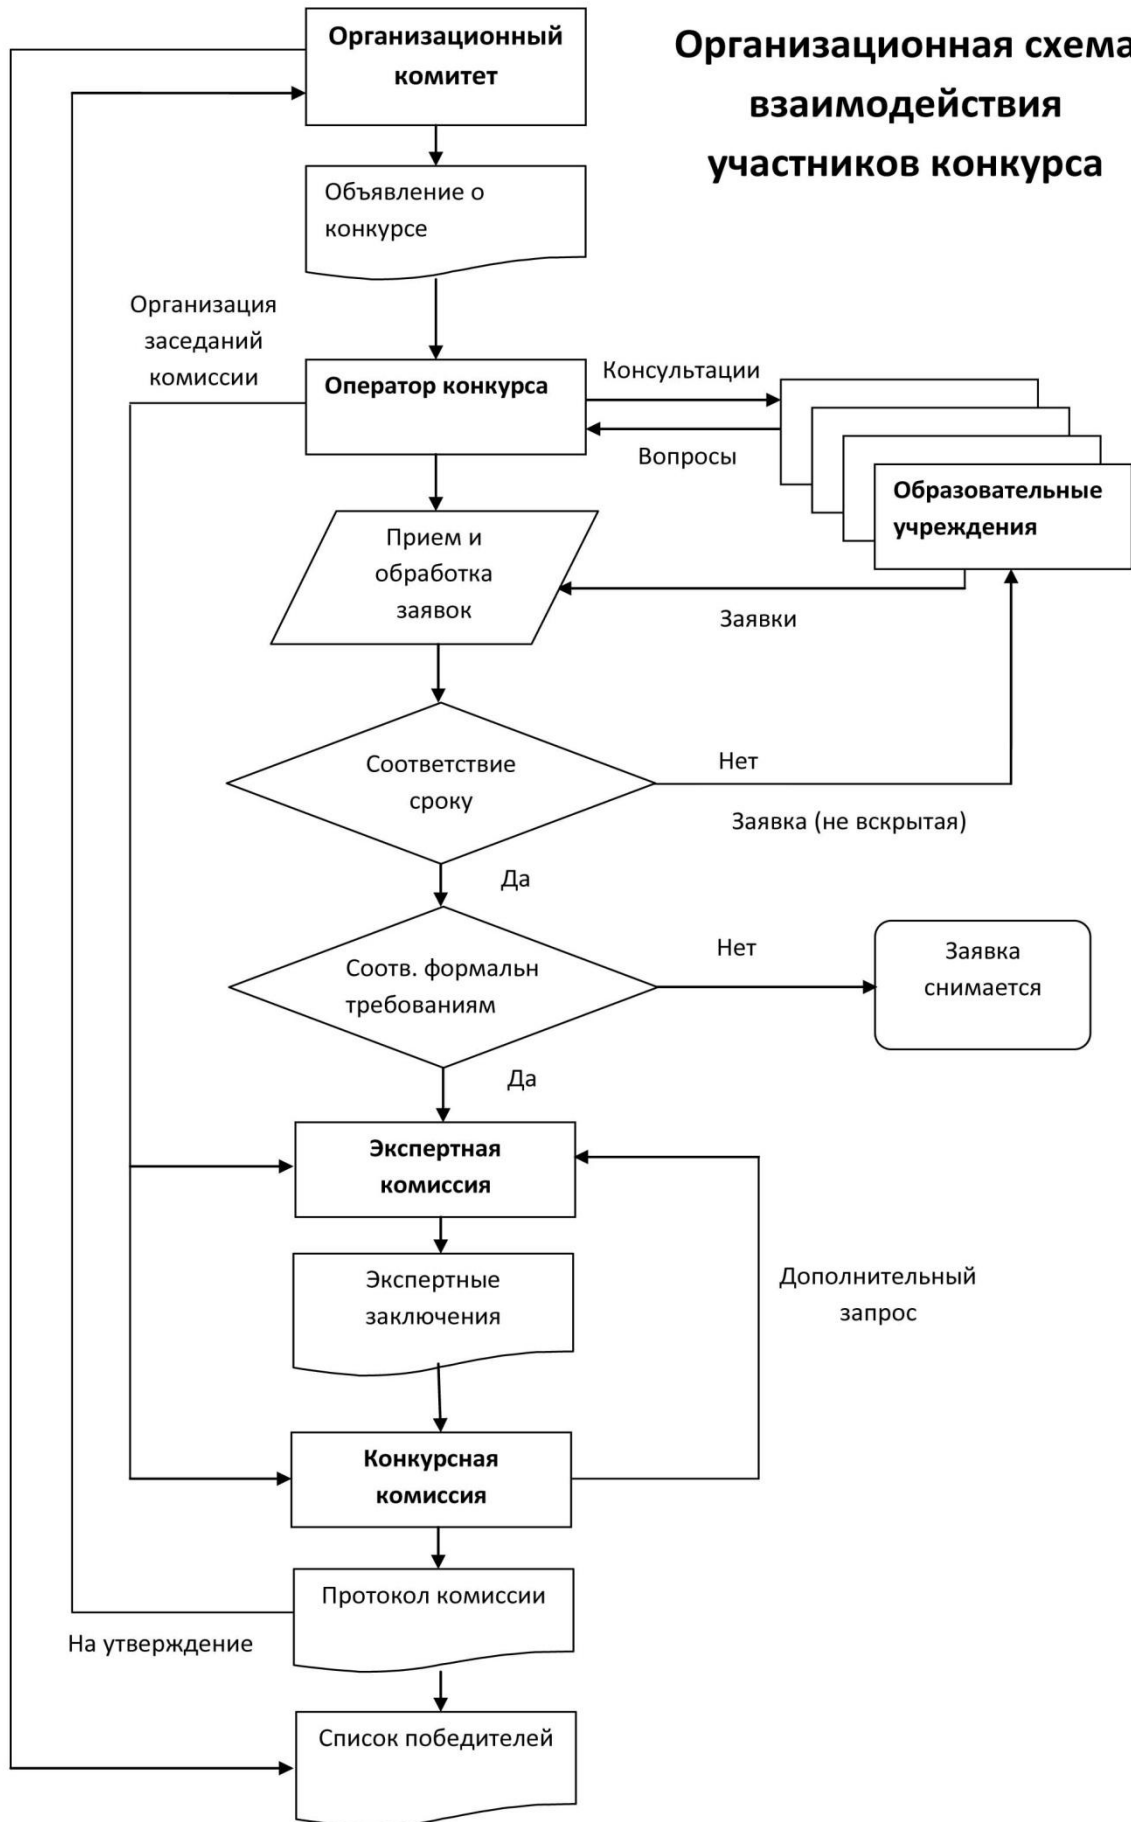 Организационный
комитет
Организационная схема
взаимодействия
участников конкурса
Объявление о
конкурсе
Организация
заседаний
комиссии
Оператор конкурса
Консультации
Вопросы
Образовательные
учреждения
Прием и
обработка
заявок
Заявки
Соответствие
сроку
Нет
Заявка (не вскрытая)
Да
Соотв. формальн
требованиям
Нет
Заявка
снимается
Да
Экспертная
комиссия
Экспертные
заключения
Дополнительный
запрос
Конкурсная
комиссия
Протокол комиссии
На утверждение
Список победителей